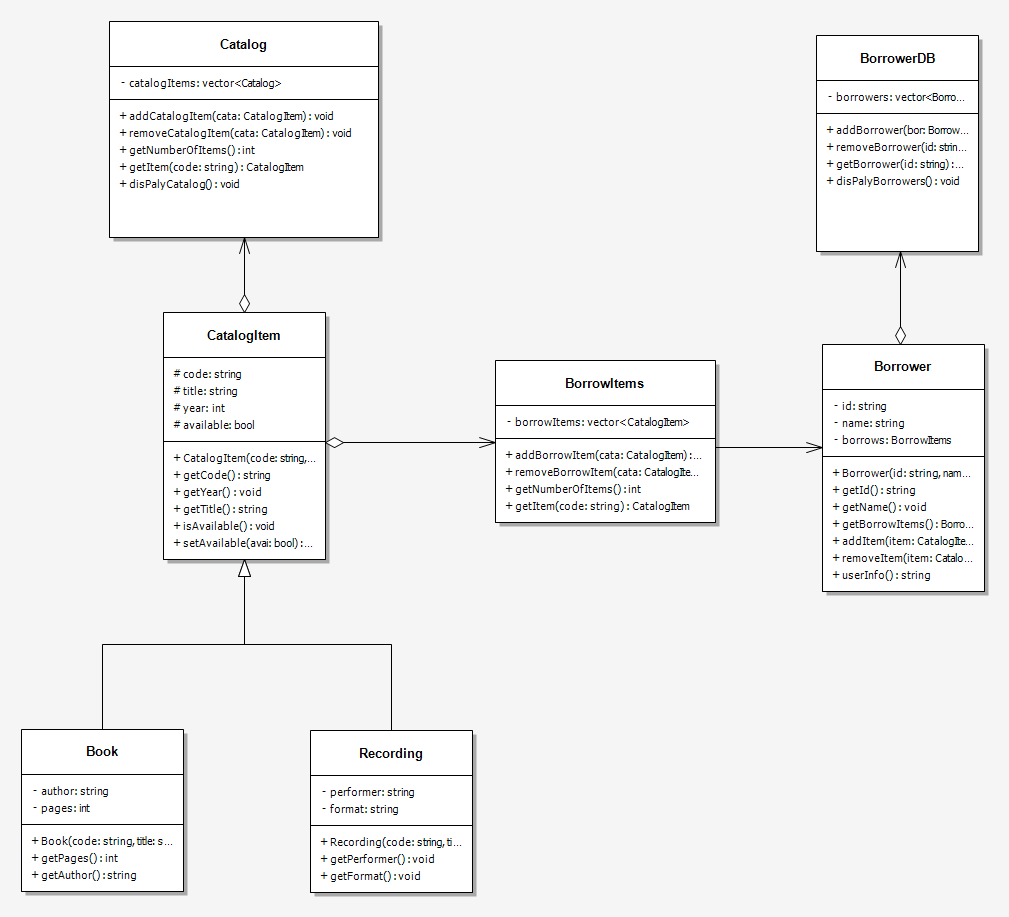 Catalog
- catalogItems: vector<Catalog>
+ addCatalogItem(cata: CatalogItem) : void
+ removeCatalogItem(cata: CatalogItem) : void
+ getNumberOfItems() : int
+ getItem(code: string) : CatalogItem
+ disPalyCatalog() : void
BorrowerDB
- borrowers: vector<Borro...
+ addBorrower(bor: Borrow...
+ removeBorrower(id: strin...
+ getBorrower(id: string) : ...
+ disPalyBorrowers() : void
CatalogItem
# code: string
# title: string
# year: int
# available: bool
+ CatalogItem(code: string,...
+ getCode() : string
+ getYear() : void
+ getTitle() : string
+ isAvailable() : void
+ setAvailable(avai: bool) : ...
BorrowItems
- borrowItems: vector<CatalogItem>
+ addBorrowItem(cata: CatalogItem) : ...
+ removeBorrowItem(cata: CatalogIte...
+ getNumberOfItems() : int
+ getItem(code: string) : CatalogItem
Borrower
- id: string
- name: string
- borrows: BorrowItems
+ Borrower(id: string, nam...
+ getId() : string
+ getName() : void
+ getBorrowItems() : Borro...
+ addItem(item: CatalogIte...
+ removeItem(item: Catalo...
+ userInfo() : string
Book
- author: string
- pages: int
+ Book(code: string, title: s...
+ getPages() : int
+ getAuthor() : string
Recording
- performer: string
- format: string
+ Recording(code: string, ti...
+ getPerformer() : void
+ getFormat() : void